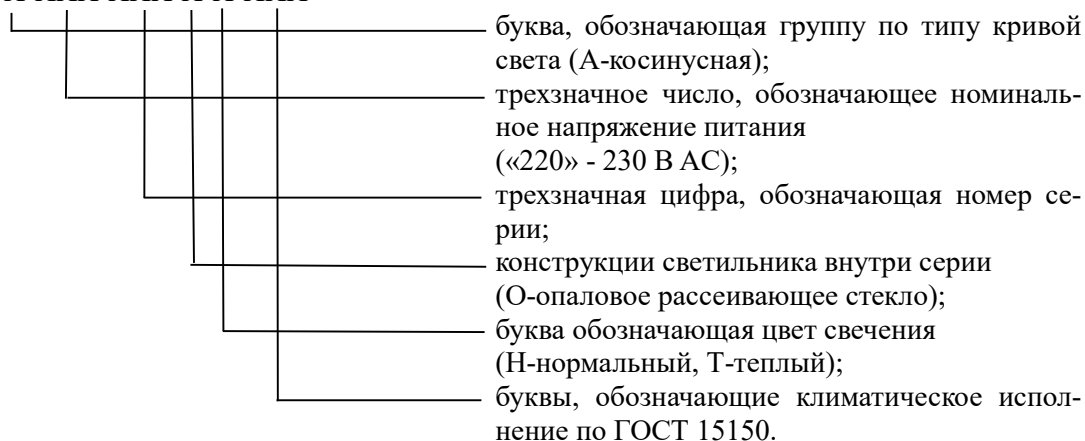 буква, обозначающая группу по типу кривой
света (А-косинусная);
трехзначное число, обозначающее номиналь-
ное напряжение питания
(«220» - 230 В АС);
трехзначная цифра, обозначающая номер се-
рии;
конструкции светильника внутри серии
(О-опаловое рассеивающее стекло);
буква обозначающая цвет свечения
(Н-нормальный, Т-теплый);
буквы, обозначающие климатическое испол-
нение по ГОСТ 15150.